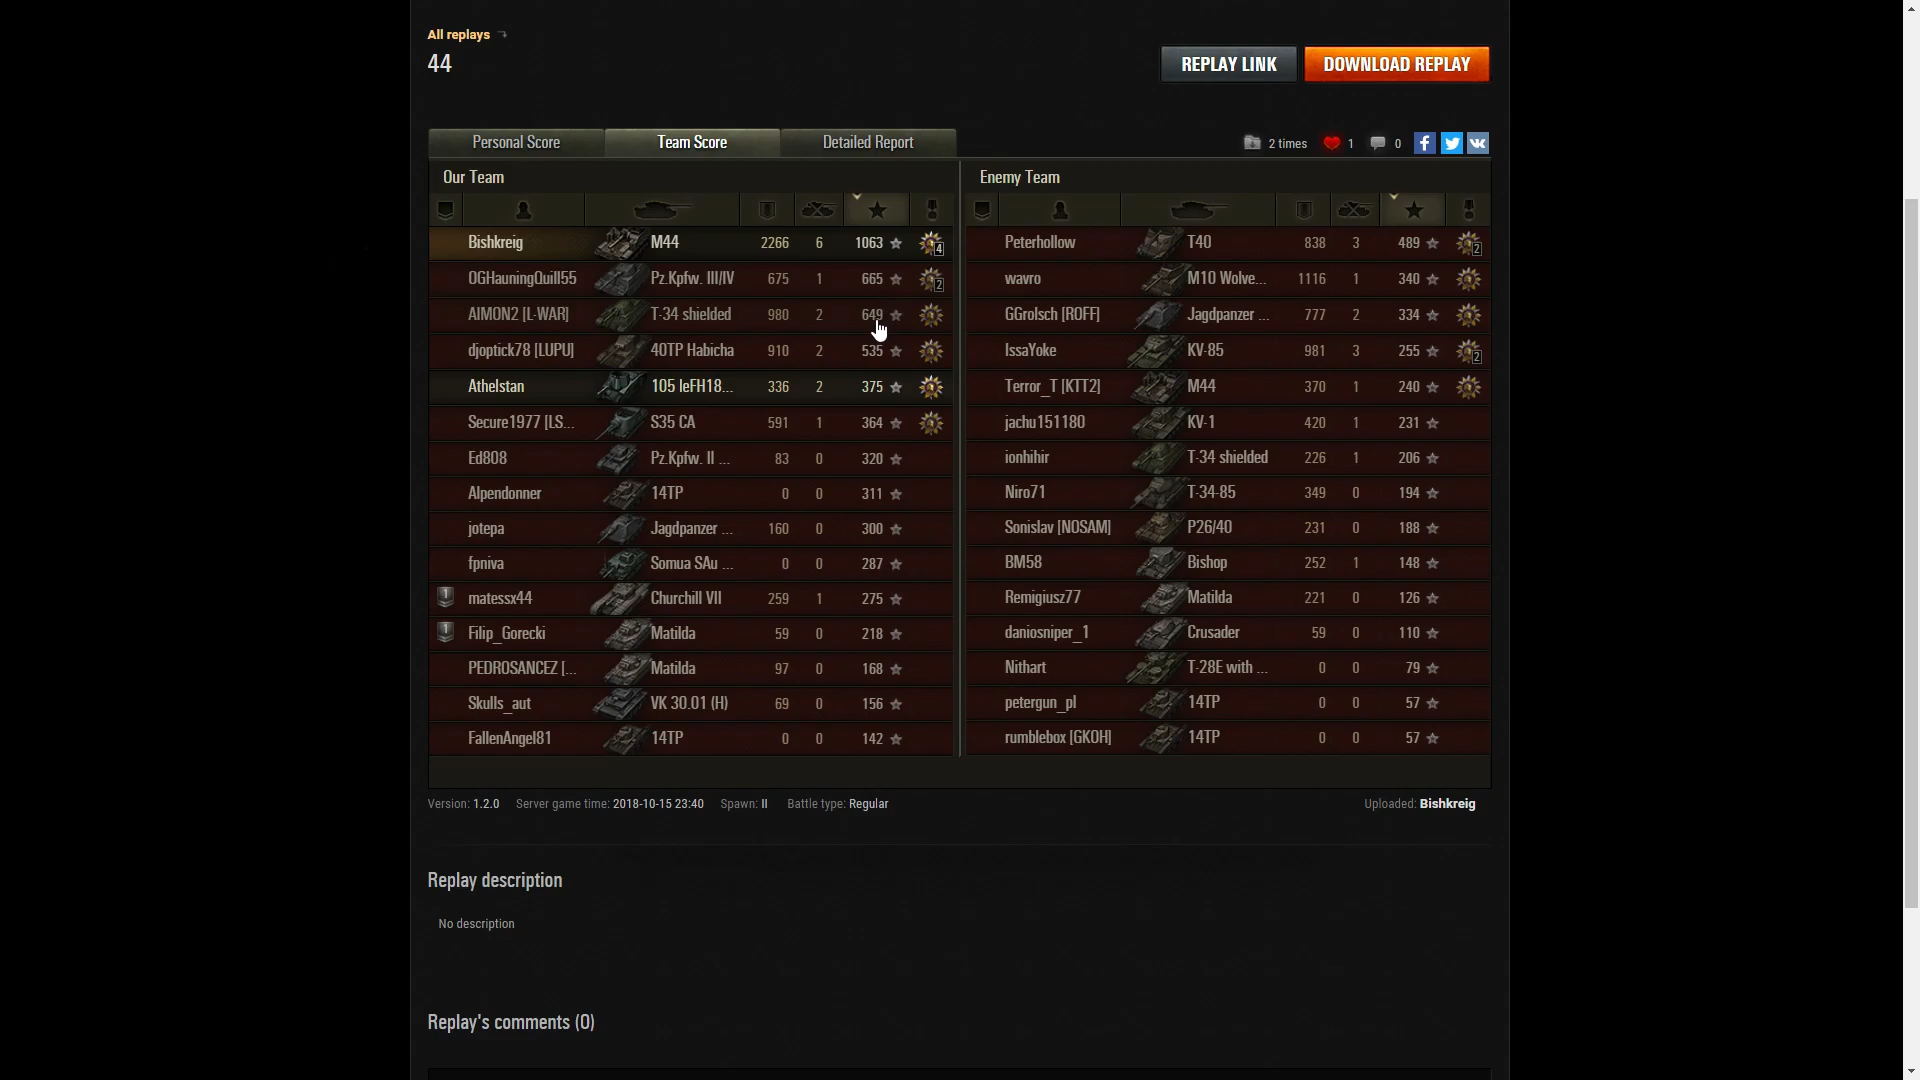 All replays
44
REPLAY LINK DOWNLOAD REPLAY
Personal Score Team Score Detailed Report 2 times 1 0
Our Team Enemy Team
Bishkreig M44 2266 6 1063 4 Peterhollow T40 838 3 489 2
OGHauningQuill55 Pz.Kpfw. III/IV 675 1 665 2 wavro M10 Wolve... 1116 1 340
AIMON2 [L-WAR] T-34 shielded 980 2 649 GGrolsch [ROFF] Jagdpanzer ... 777 2 334
djoptick78 [LUPU] 40TP Habicha 910 2 535 IssaYoke KV-85 981 3 255 2
Athelstan 105 leFH18... 336 2 375 Terror_T [KTT2] M44 370 1 240
Secure1977 [LS... S35 CA 591 1 364 jachu151180 KV-1 420 1 231
Ed808 Pz.Kpfw. II ... 83 0 320 ionhihir T-34 shielded 226 1 206
Alpendonner 14TP 0 0 311 Niro71 T-34-85 349 0 194
jotepa Jagdpanzer ... 160 0 300 Sonislav [NOSAM] P26/40 231 0 188
fpniva Somua SAu ... 0 0 287 BM58 Bishop 252 1 148
1 matessx44 Churchill VII 259 1 275 Remigiusz77 Matilda 221 0 126
1 Filip_Gorecki Matilda 59 0 218 daniosniper_1 Crusader 59 0 110
PEDROSANCEZ [... Matilda 97 0 168 Nithart T-28E with ... 0 0 79
Skulls_aut VK 30.01 (H) 69 0 156 petergun_pl 14TP 0 0 57
FallenAngel81 14TP 0 0 142 rumblebox [GKOH] 14TP 0 0 57
Version: 1.2.0 Server game time: 2018-10-15 23:40 Spawn: II Battle type: Regular Uploaded: Bishkreig
Replay description
No description
Replay's comments (0)